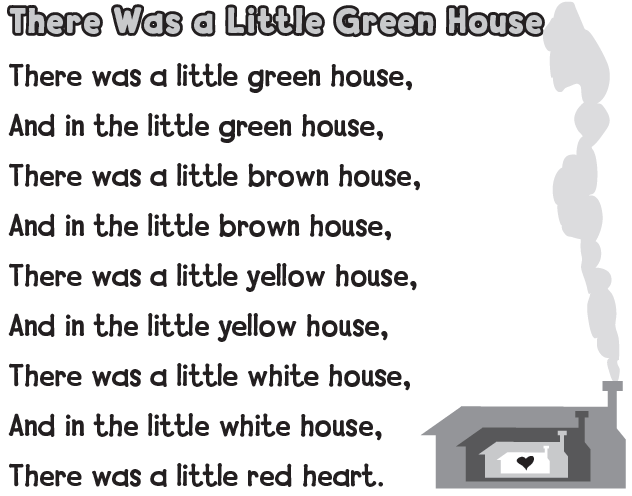 There Was a Little Green House
There was a little green house,
And in the little green house,
There was a little brown house,
And in the little brown house,
There was a little yellow house,
And in the little yellow house,
There was a little white house,
And in the little white house,
There was a little red heart.